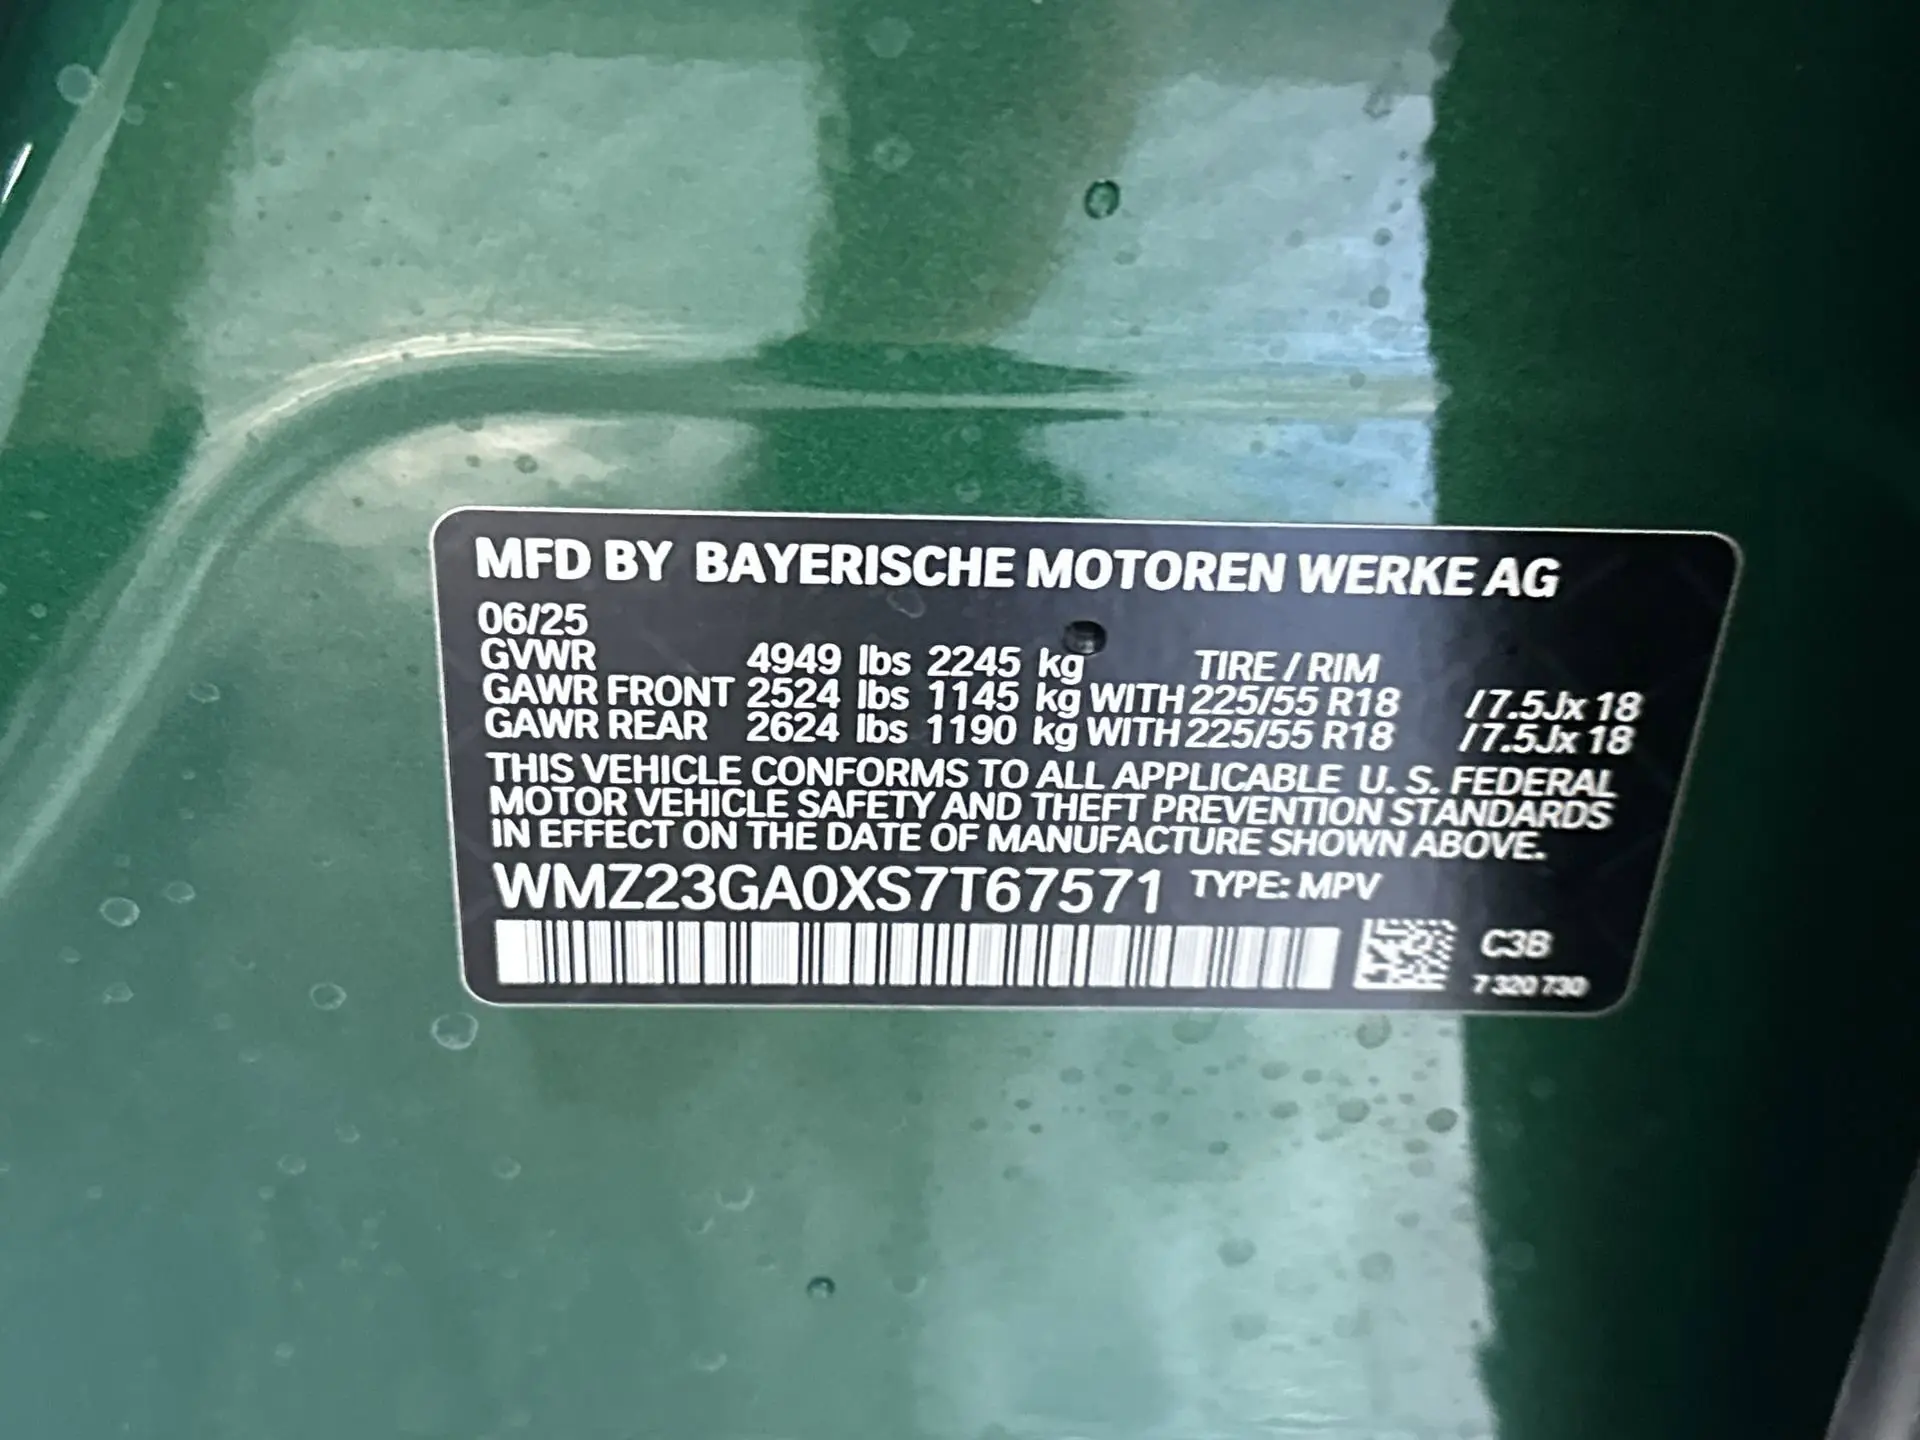 MFD BY BAYERISCHE MOTOREN WERKE AG
06/25
GVWR 4949 lbs 2245 kg TIRE / RIM
GAWR FRONT 2524 lbs 1145 kg WITH 225/55 R18 / 7.5Jx 18
GAWR REAR 2624 lbs 1190 kg WITH 225/55 R18 / 7.5Jx 18
THIS VEHICLE CONFORMS TO ALL APPLICABLE U. S. FEDERAL
MOTOR VEHICLE SAFETY AND THEFT PREVENTION STANDARDS
IN EFFECT ON THE DATE OF MANUFACTURE SHOWN ABOVE.
WMZ23GA0XS7T67571 TYPE: MPV
C3B
7 320 730